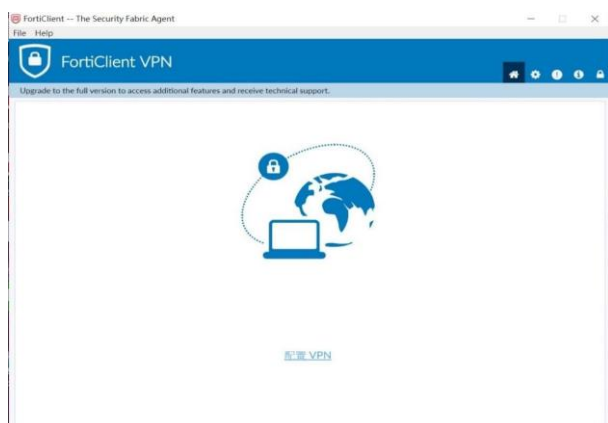 FortiClient -- The Security Fabric Agent
File Help
FortiClient VPN
Upgrade to the full version to access additional features and receive technical support.
配置 VPN